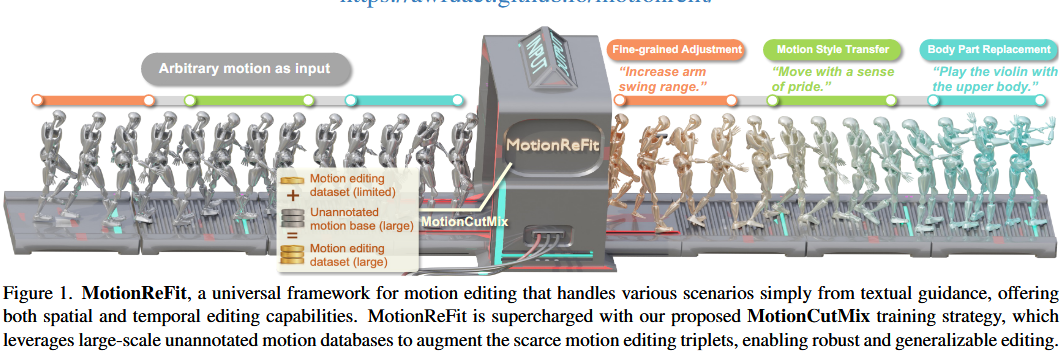 https://awfuact.github.io/motionrefit/
Arbitrary motion as input
Fine-grained Adjustment
Motion Style Transfer
Body Part Replacement
“Increase arm
swing range.”
“Move with a sense
of pride.”
“Play the violin with
the upper body.”
INPUT
MotionReFit
Motion editing
dataset (limited)
+
Unannotated
motion base (large)
=
Motion editing
dataset (large)
MotionCutMix
Figure 1. MotionReFit, a universal framework for motion editing that handles various scenarios simply from textual guidance, offering
both spatial and temporal editing capabilities. MotionReFit is supercharged with our proposed MotionCutMix training strategy, which
leverages large-scale unannotated motion databases to augment the scarce motion editing triplets, enabling robust and generalizable editing.